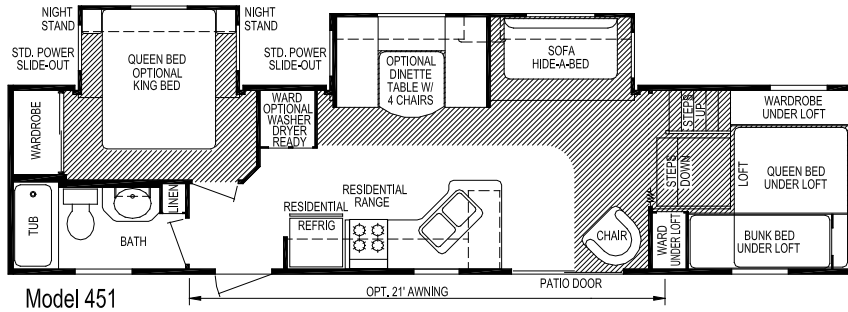 NIGHT
STAND
NIGHT
STAND
STD. POWER
SLIDE-OUT
STD. POWER
SLIDE-OUT
QUEEN BED
OPTIONAL
KING BED
OPTIONAL
DINETTE
TABLE W/
4 CHAIRS
SOFA
HIDE-A-BED
WARDROBE
WARD
OPTIONAL
WASHER
DRYER
READY
STEPS
UP
WARDROBE
UNDER LOFT
STEPS
DOWN
LOFT
QUEEN BED
UNDER LOFT
TUB
LINEN
BATH
RESIDENTIAL
RANGE
RESIDENTIAL
REFRIG
CHAIR
WARD
UNDER LOFT
BUNK BED
UNDER LOFT
PATIO DOOR
OPT. 21' AWNING
Model 451